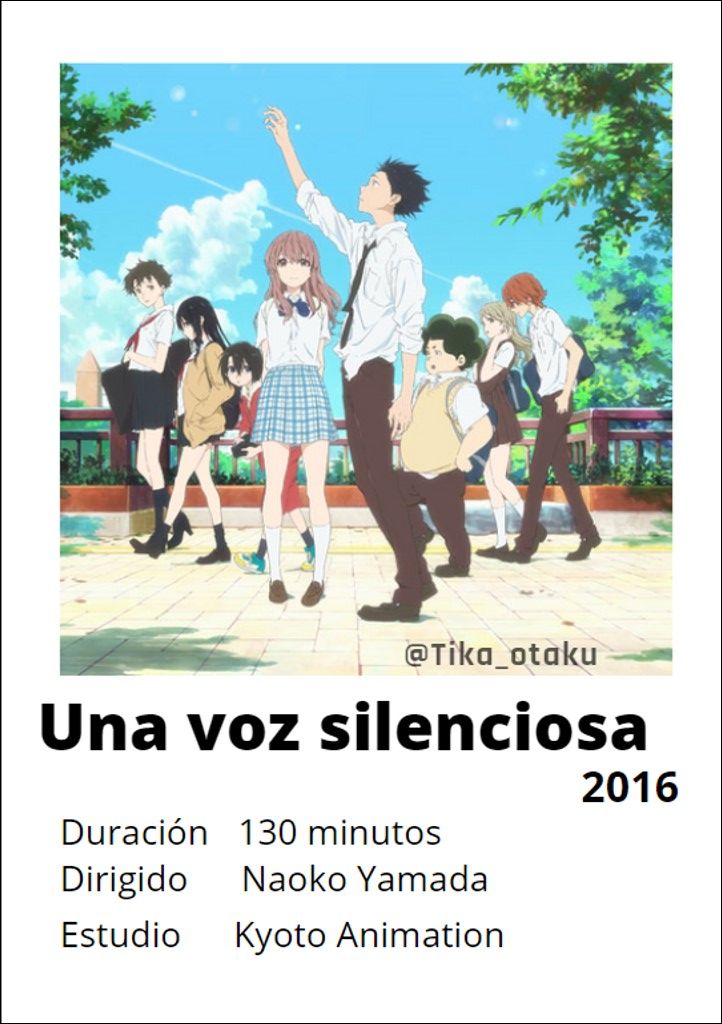 @Tika_otaku
Una voz silenciosa
2016
Duración 130 minutos
Dirigido Naoko Yamada
Estudio Kyoto Animation